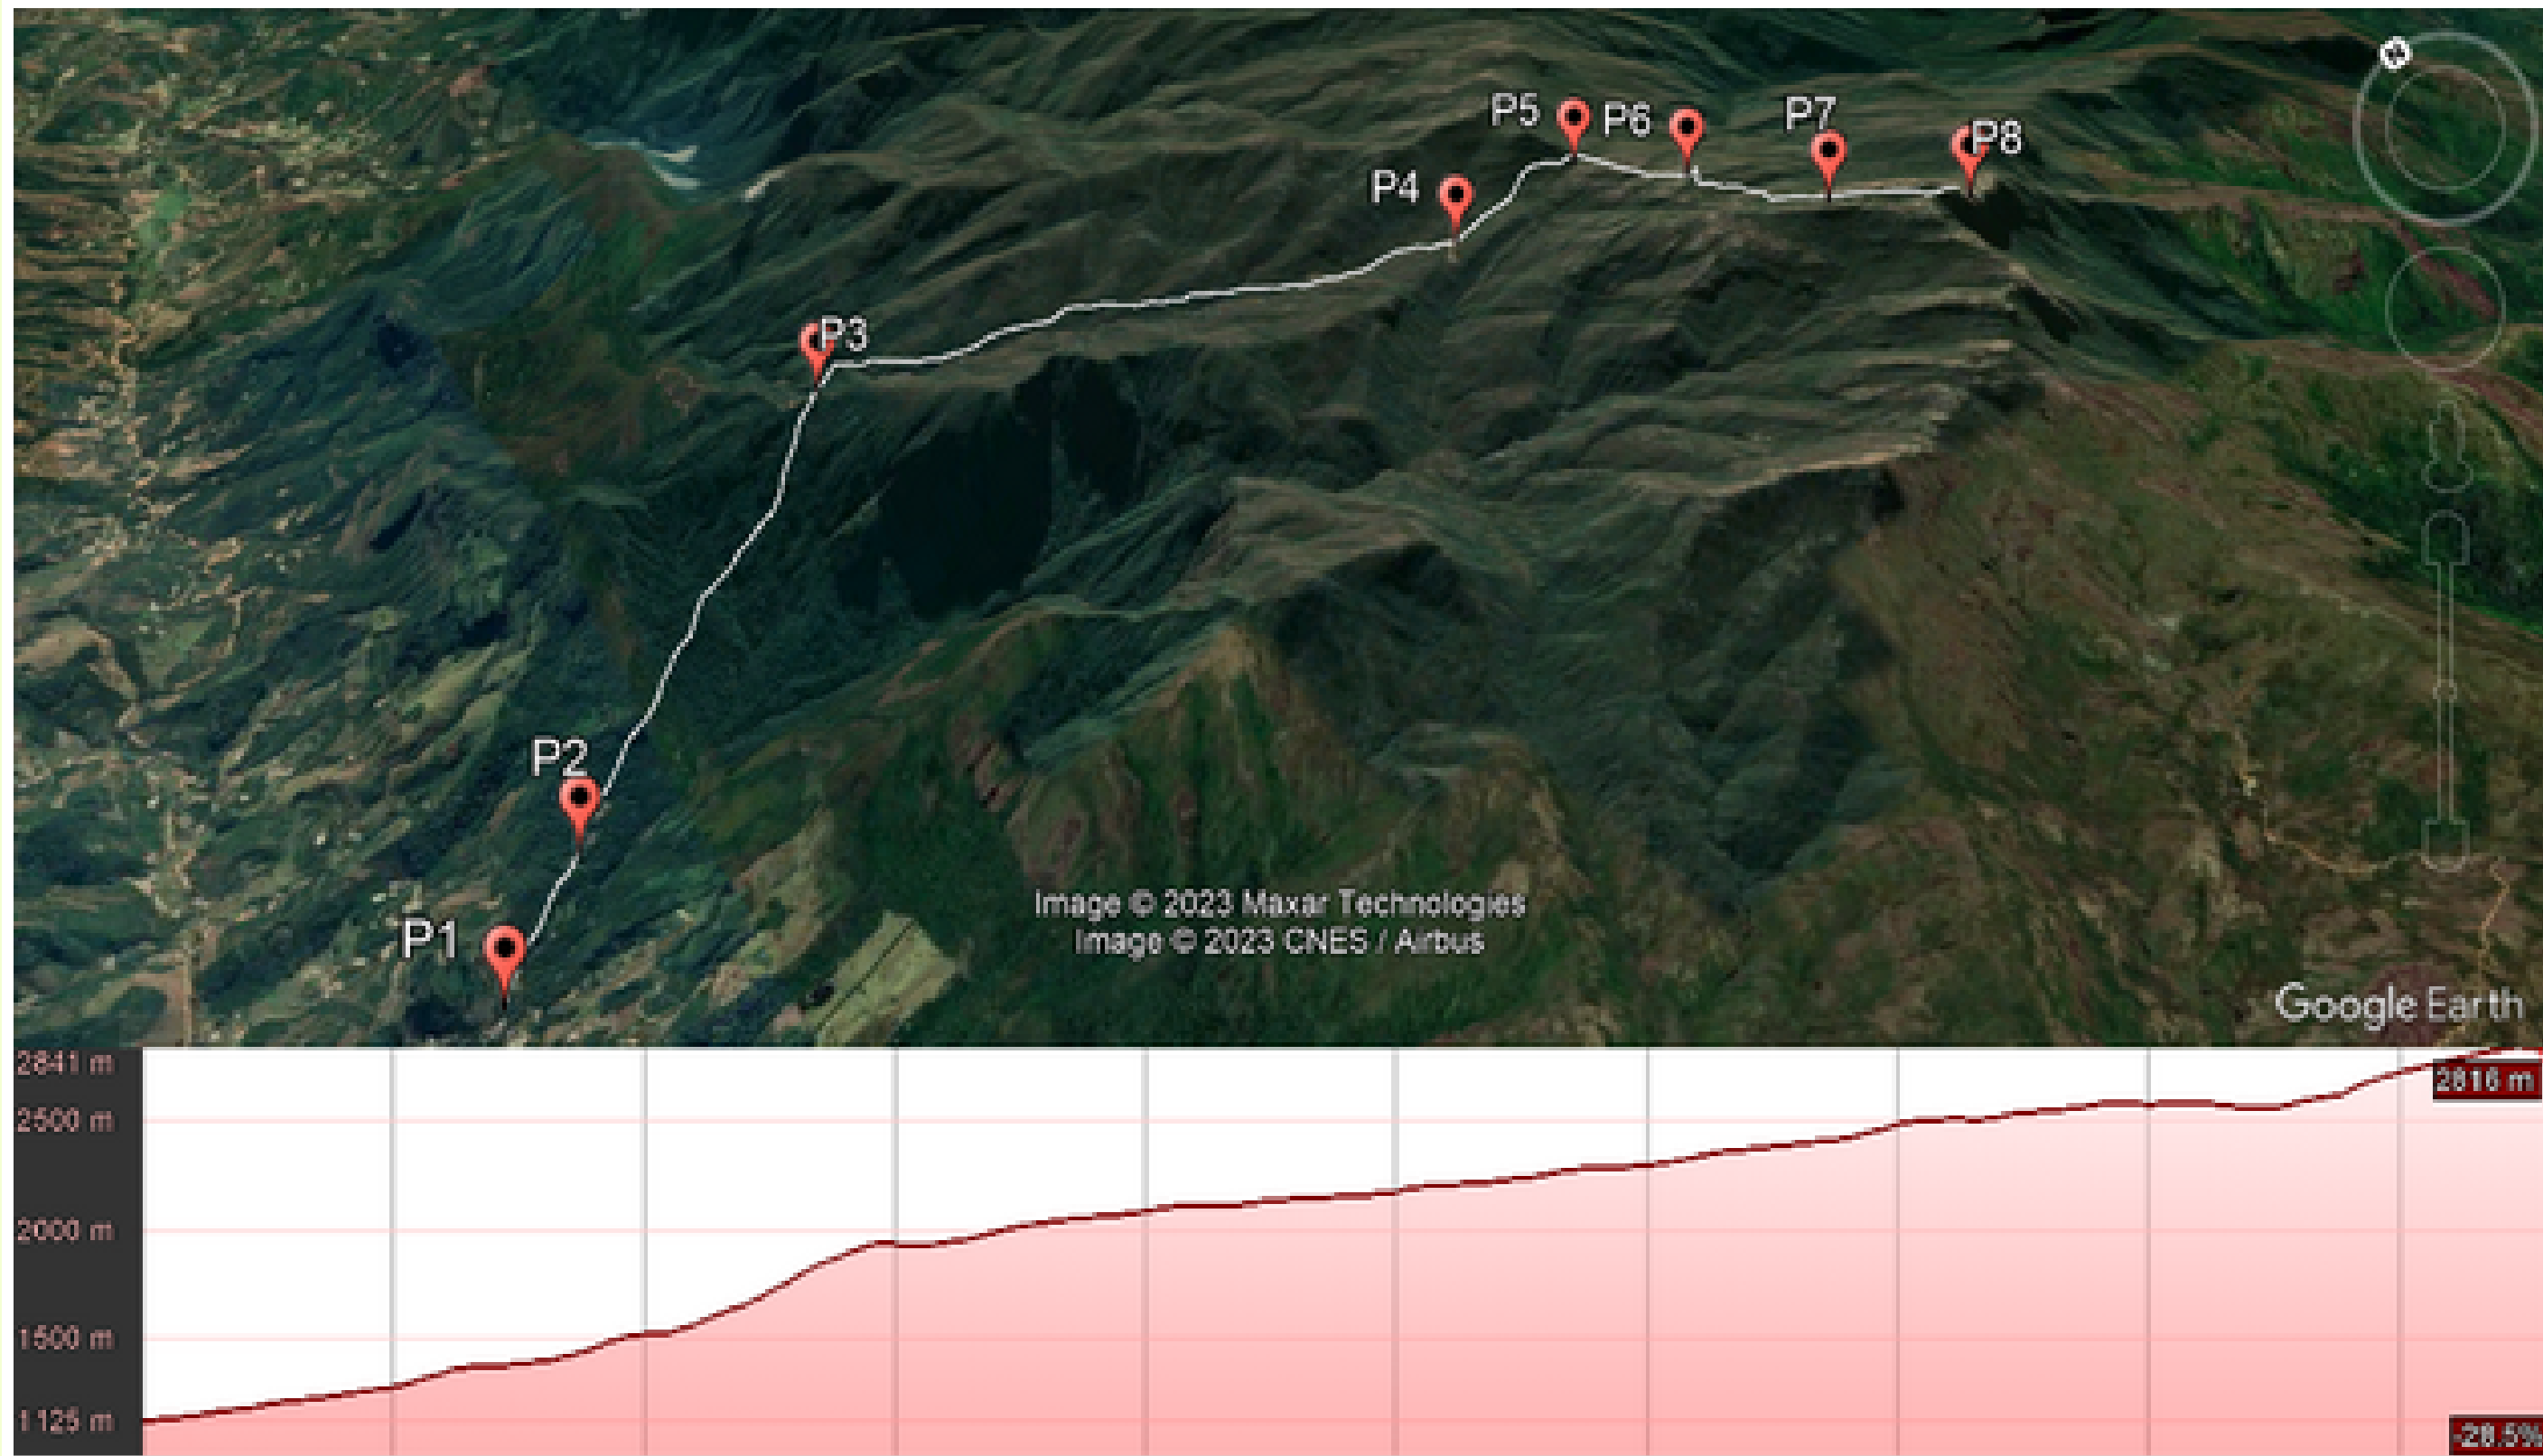 P5
P6
P7
P8
P4
P3
P2
P1
Image © 2023 Maxar Technologies
Image © 2023 CNES / Airbus
Google Earth
2841 m
2816 m
2500 m
2000 m
1500 m
1125 m
-28.5%